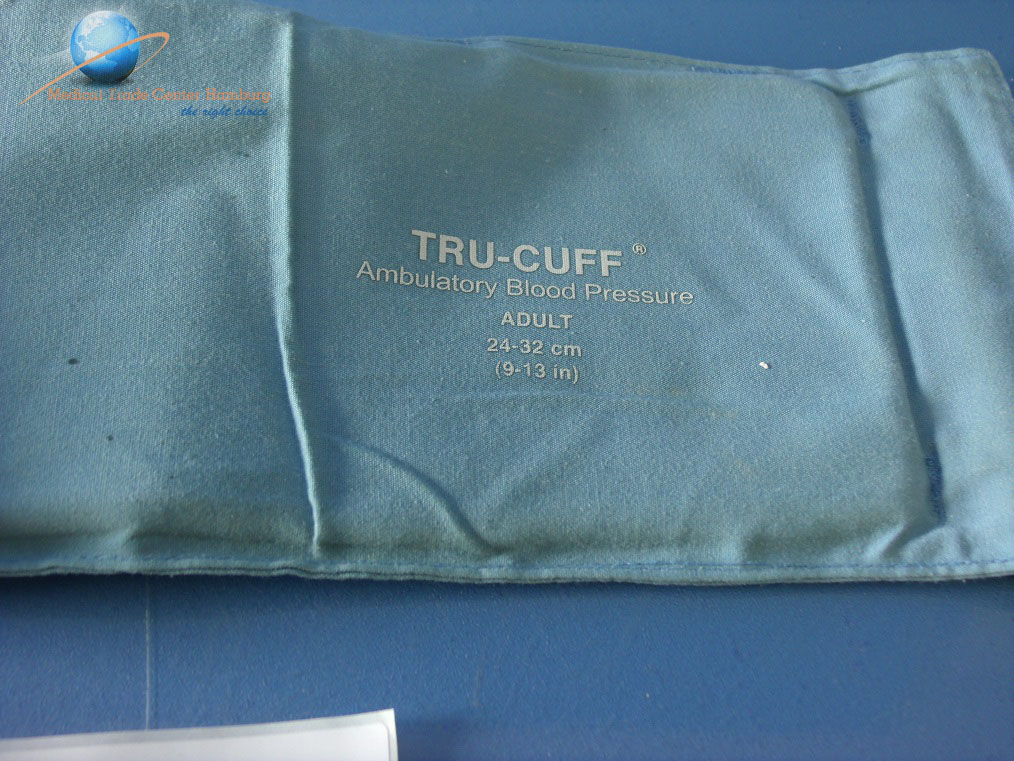 Medical Trade Center Hamburg
the right choice
TRU-CUFF ®
Ambulatory Blood Pressure
ADULT
24-32 cm
(9-13 in)